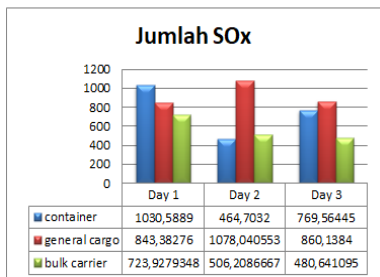 Jumlah SOx
1200
1000
800
600
400
200
0
Day 1 Day 2 Day 3
container 1030,5889 464,7032 769,56445
general cargo 843,38276 1078,040553 860,1384
bulk carrier 723,9279348 506,2086667 480,641095